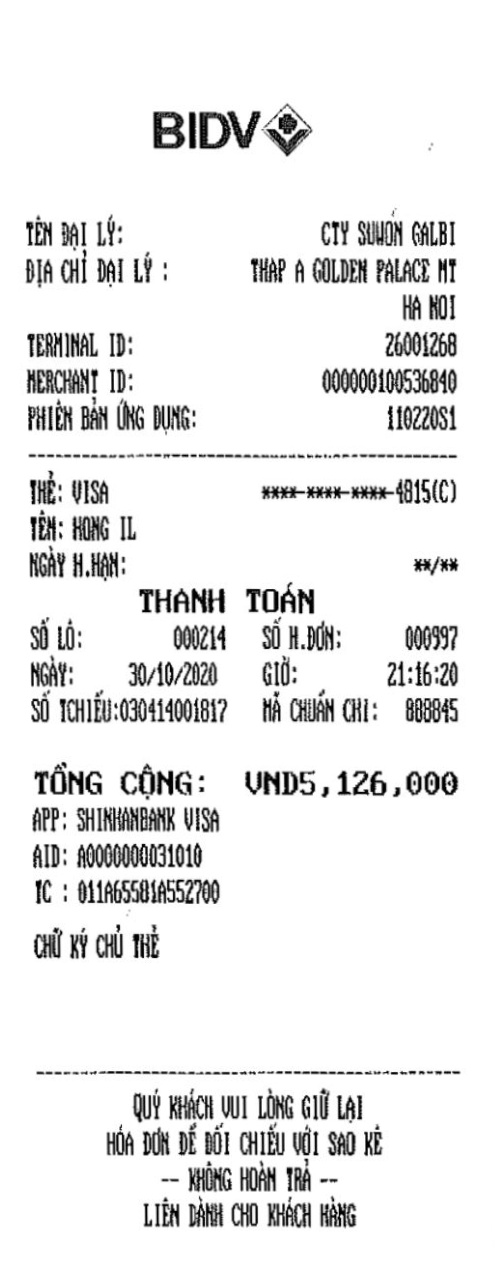 BIDV
TÊN ĐẠI LÝ: CTY SUWON GALBI
ĐỊA CHỈ ĐẠI LÝ : THAP A GOLDEN PALACE MT
HA NOI
TERMINAL ID: 26001268
MERCHANT ID: 000000100536840
PHIÊN BẢN ỨNG DỤNG: 110220S1
THẺ: VISA ****-****-****-4815(C)
TÊN: HONG IL
NGÀY H.HẠN: **/**
THANH TOÁN
SỐ LÔ: 000214 SỐ H.ĐƠN: 000997
NGÀY: 30/10/2020 GIỜ: 21:16:20
SỐ TCHIẾU:030414001817 MÃ CHUẨN CHI: 888845
TỔNG CỘNG: VND5,126,000
APP: SHINHANBANK VISA
AID: A0000000031010
TC : 011A65581A552700
CHỮ KÝ CHỦ THẺ
QUÝ KHÁCH VUI LÒNG GIỮ LẠI
HÓA ĐƠN ĐỂ ĐỐI CHIẾU VỚI SAO KÊ
-- KHÔNG HOÀN TRẢ --
LIÊN DÀNH CHO KHÁCH HÀNG